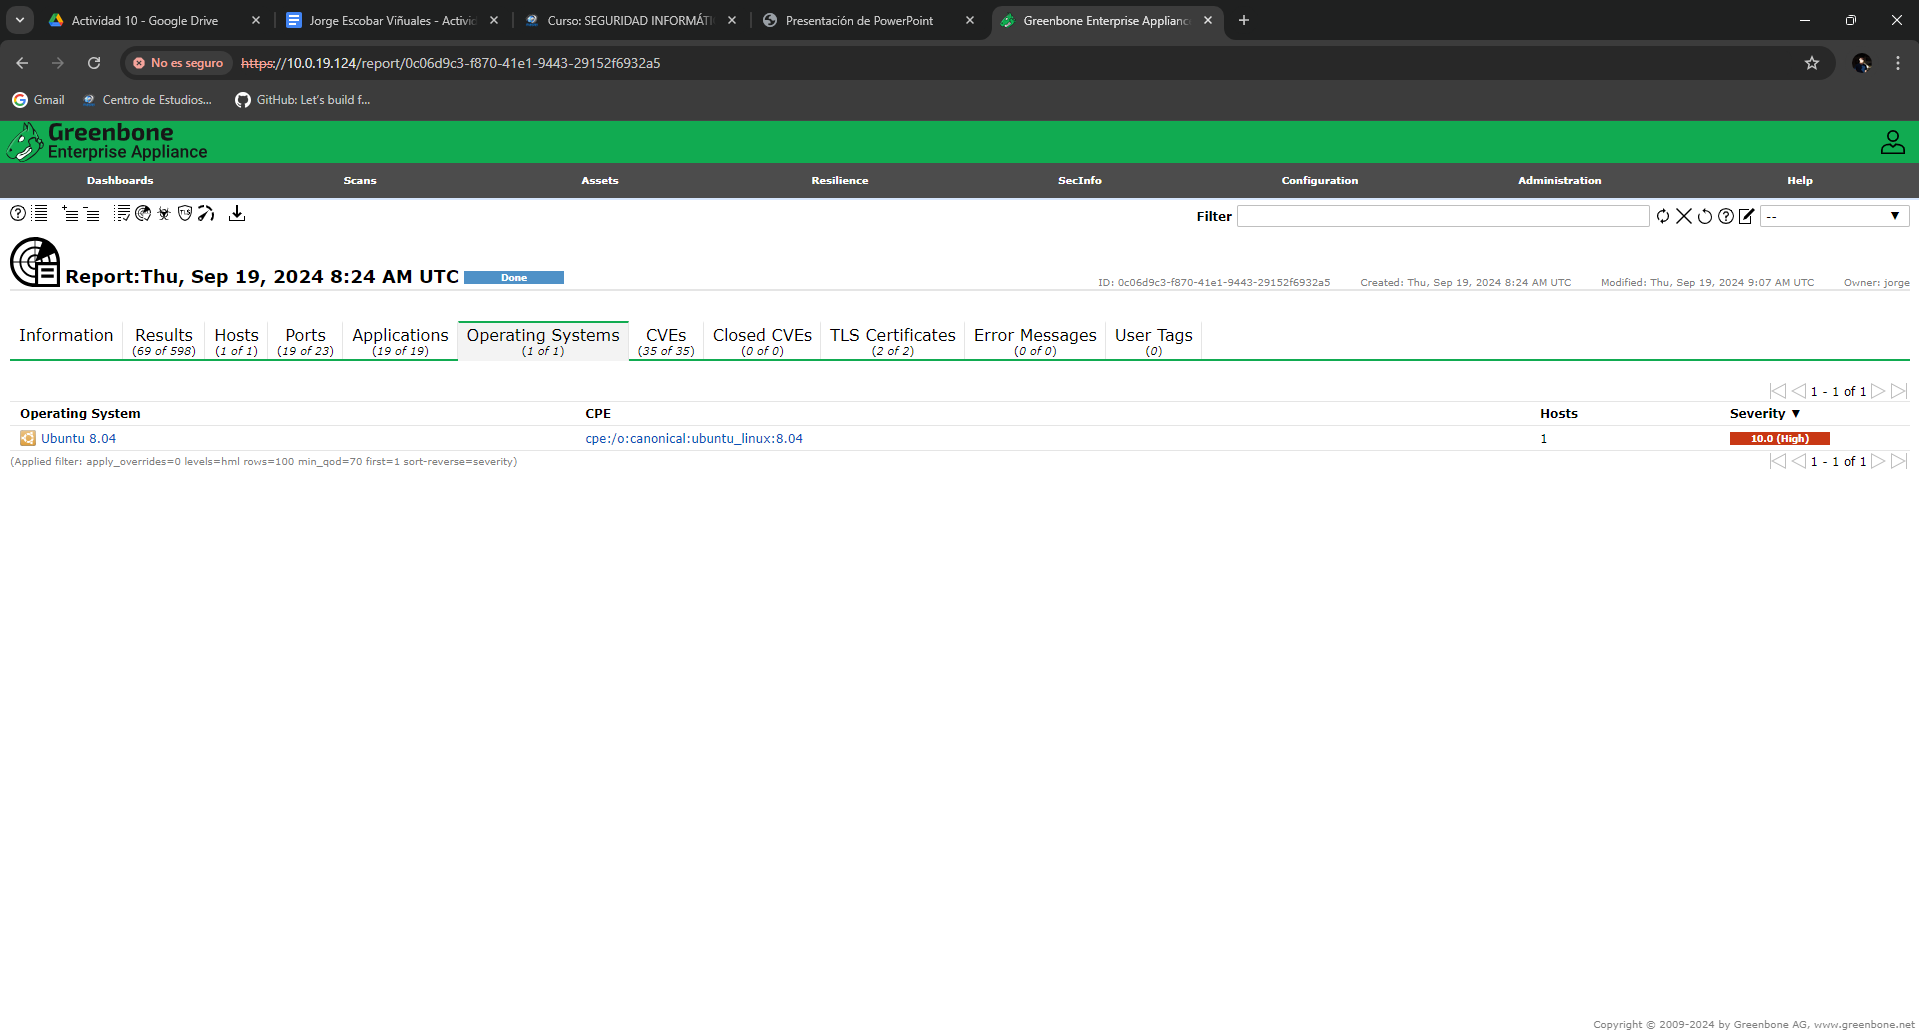 Actividad 10 - Google Drive
Jorge Escobar Viñuales - Activid
Curso: SEGURIDAD INFORMÁTI
Presentación de PowerPoint
Greenbone Enterprise Appliance
No es seguro
https://10.0.19.124/report/0c06d9c3-f870-41e1-9443-29152f6932a5
Gmail
Centro de Estudios...
GitHub: Let's build f...
Greenbone
Enterprise Appliance
Dashboards
Scans
Assets
Resilience
SecInfo
Configuration
Administration
Help
Filter
--
Report:Thu, Sep 19, 2024 8:24 AM UTC
Done
ID: 0c06d9c3-f870-41e1-9443-29152f6932a5
Created: Thu, Sep 19, 2024 8:24 AM UTC
Modified: Thu, Sep 19, 2024 9:07 AM UTC
Owner: jorge
Information
Results
(69 of 598)
Hosts
(1 of 1)
Ports
(19 of 23)
Applications
(19 of 19)
Operating Systems
(1 of 1)
CVEs
(35 of 35)
Closed CVEs
(0 of 0)
TLS Certificates
(2 of 2)
Error Messages
(0 of 0)
User Tags
(0)
1 - 1 of 1
Operating System
CPE
Hosts
Severity ▼
Ubuntu 8.04
cpe:/o:canonical:ubuntu_linux:8.04
1
10.0 (High)
(Applied filter: apply_overrides=0 levels=hml rows=100 min_qod=70 first=1 sort-reverse=severity)
1 - 1 of 1
Copyright © 2009-2024 by Greenbone AG, www.greenbone.net